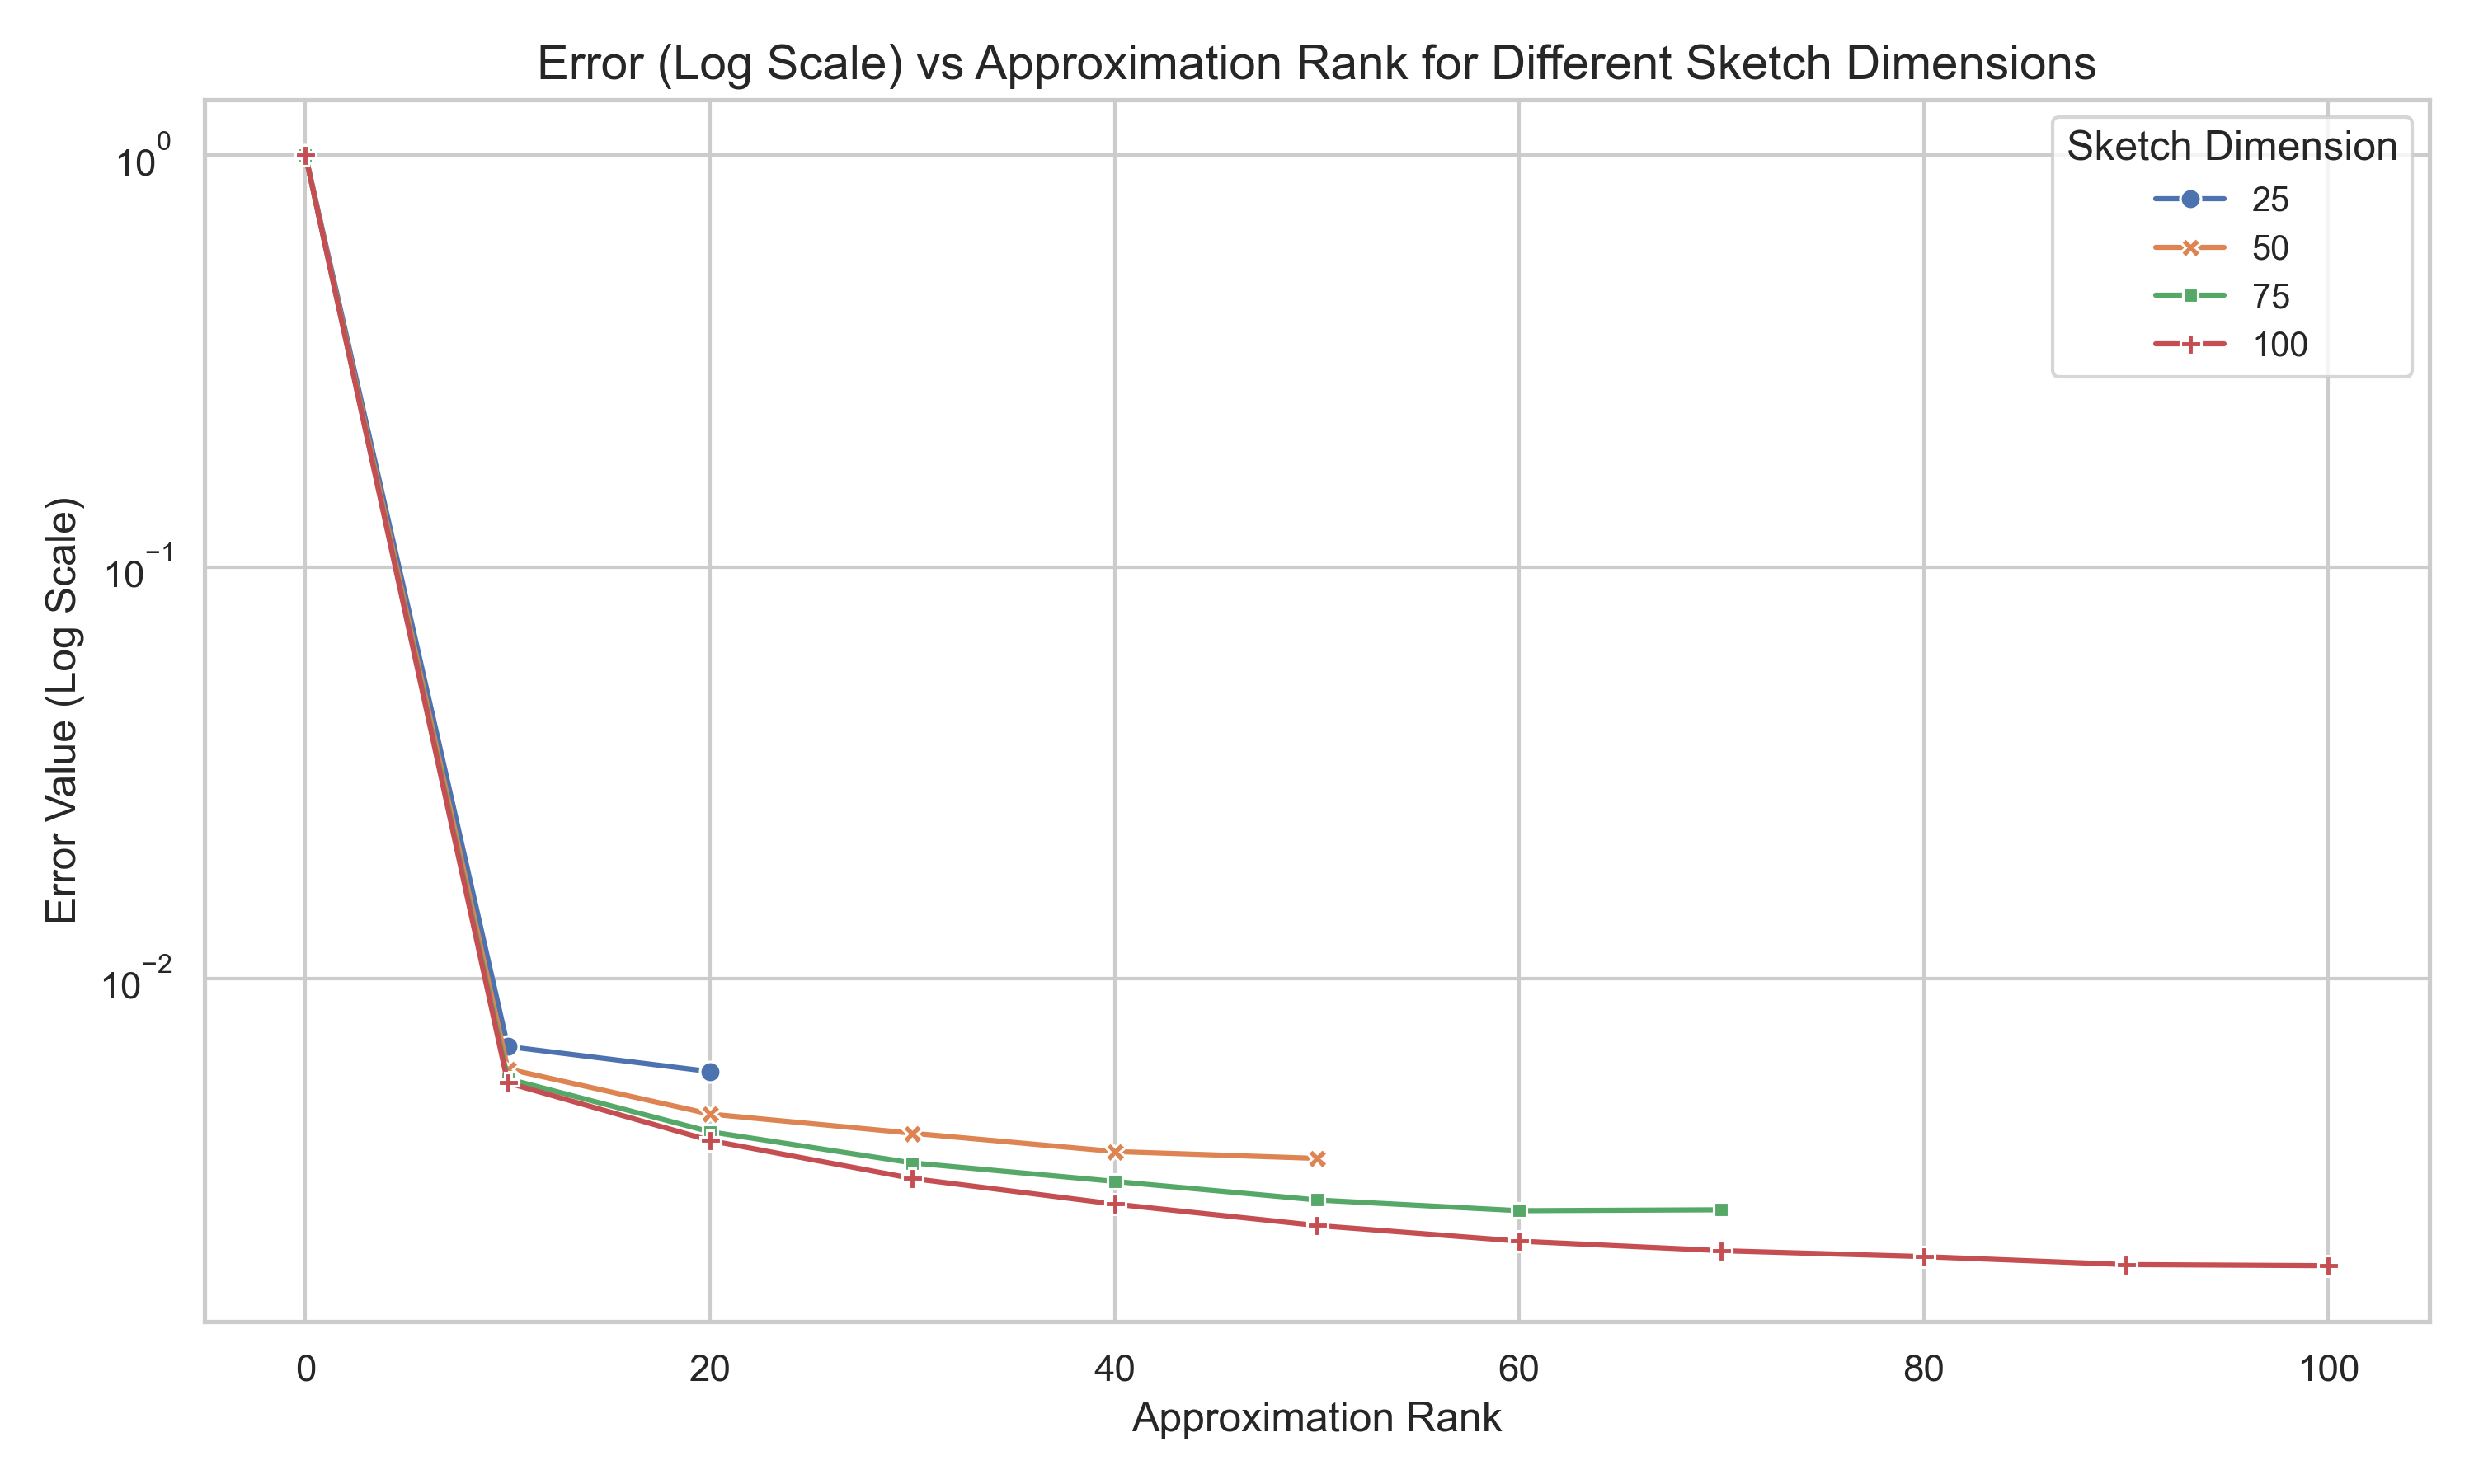 Error (Log Scale) vs Approximation Rank for Different Sketch Dimensions
Sketch Dimension
25
50
75
100
Error Value (Log Scale)
10^0
10^−1
10^−2
0 20 40 60 80 100
Approximation Rank